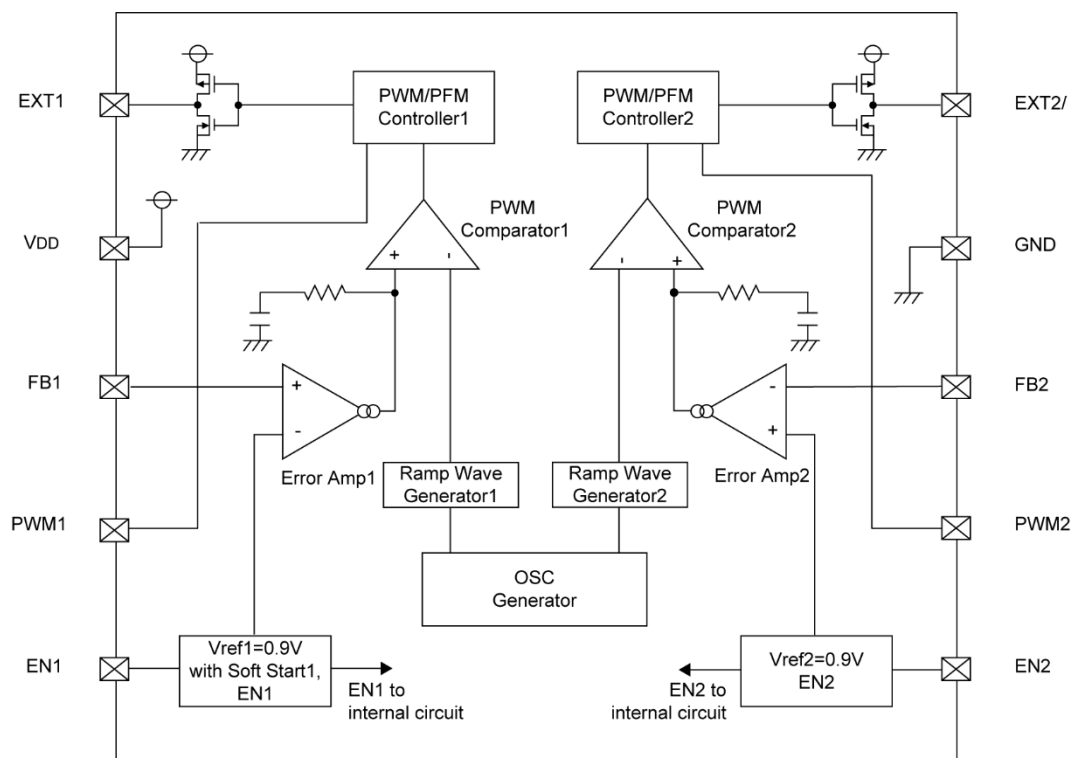 EXT1
PWM/PFM
Controller1
PWM/PFM
Controller2
EXT2/
VDD
PWM
Comparator1
PWM
Comparator2
GND
+
-
-
+
FB1
+
-
Error Amp1
-
+
Error Amp2
FB2
Ramp Wave
Generator1
Ramp Wave
Generator2
PWM1
PWM2
OSC
Generator
EN1
Vref1=0.9V
with Soft Start1,
EN1
EN1 to
internal circuit
EN2 to
internal circuit
Vref2=0.9V
EN2
EN2